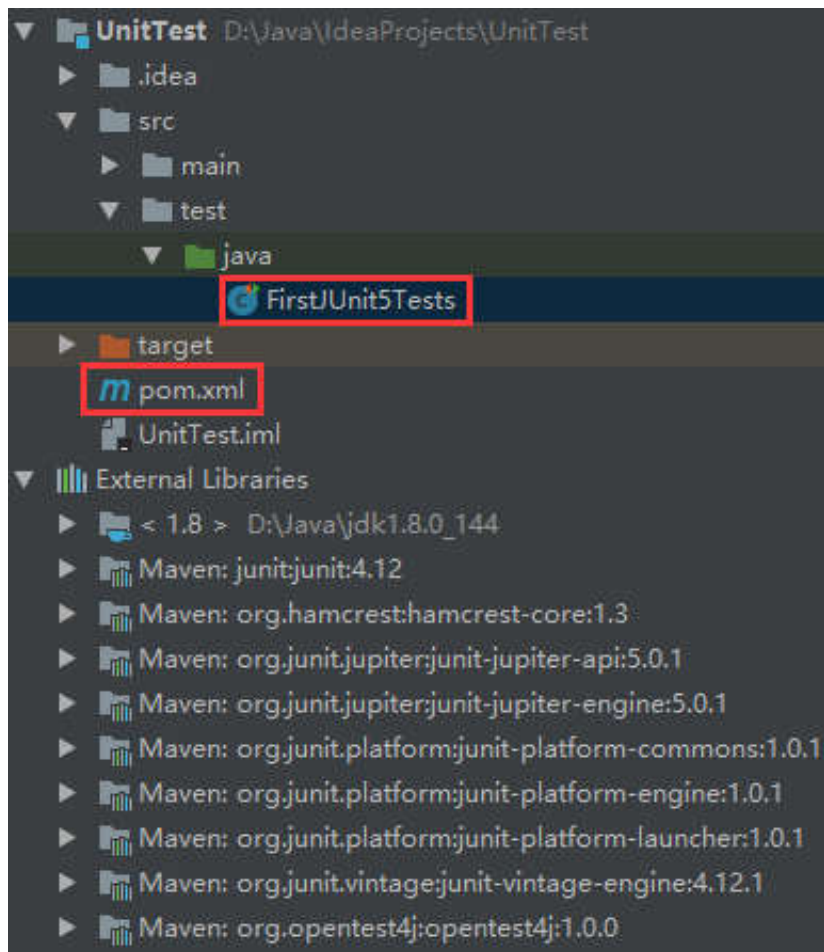 UnitTest D:\Java\IdeaProjects\UnitTest
.idea
src
main
test
java
FirstJUnit5Tests
target
pom.xml
UnitTest.iml
External Libraries
< 1.8 > D:\Java\jdk1.8.0_144
Maven: junit:junit:4.12
Maven: org.hamcrest:hamcrest-core:1.3
Maven: org.junit.jupiter:junit-jupiter-api:5.0.1
Maven: org.junit.jupiter:junit-jupiter-engine:5.0.1
Maven: org.junit.platform:junit-platform-commons:1.0.1
Maven: org.junit.platform:junit-platform-engine:1.0.1
Maven: org.junit.platform:junit-platform-launcher:1.0.1
Maven: org.junit.vintage:junit-vintage-engine:4.12.1
Maven: org.opentest4j:opentest4j:1.0.0